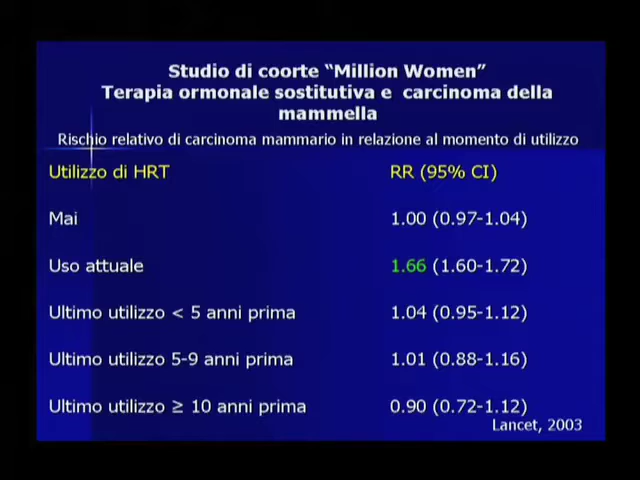 Studio di coorte “Million Women”
Terapia ormonale sostitutiva e carcinoma della
mammella
Rischio relativo di carcinoma mammario in relazione al momento di utilizzo
Utilizzo di HRT RR (95% CI)
Mai 1.00 (0.97-1.04)
Uso attuale 1.66 (1.60-1.72)
Ultimo utilizzo < 5 anni prima 1.04 (0.95-1.12)
Ultimo utilizzo 5-9 anni prima 1.01 (0.88-1.16)
Ultimo utilizzo ≥ 10 anni prima 0.90 (0.72-1.12)
Lancet, 2003